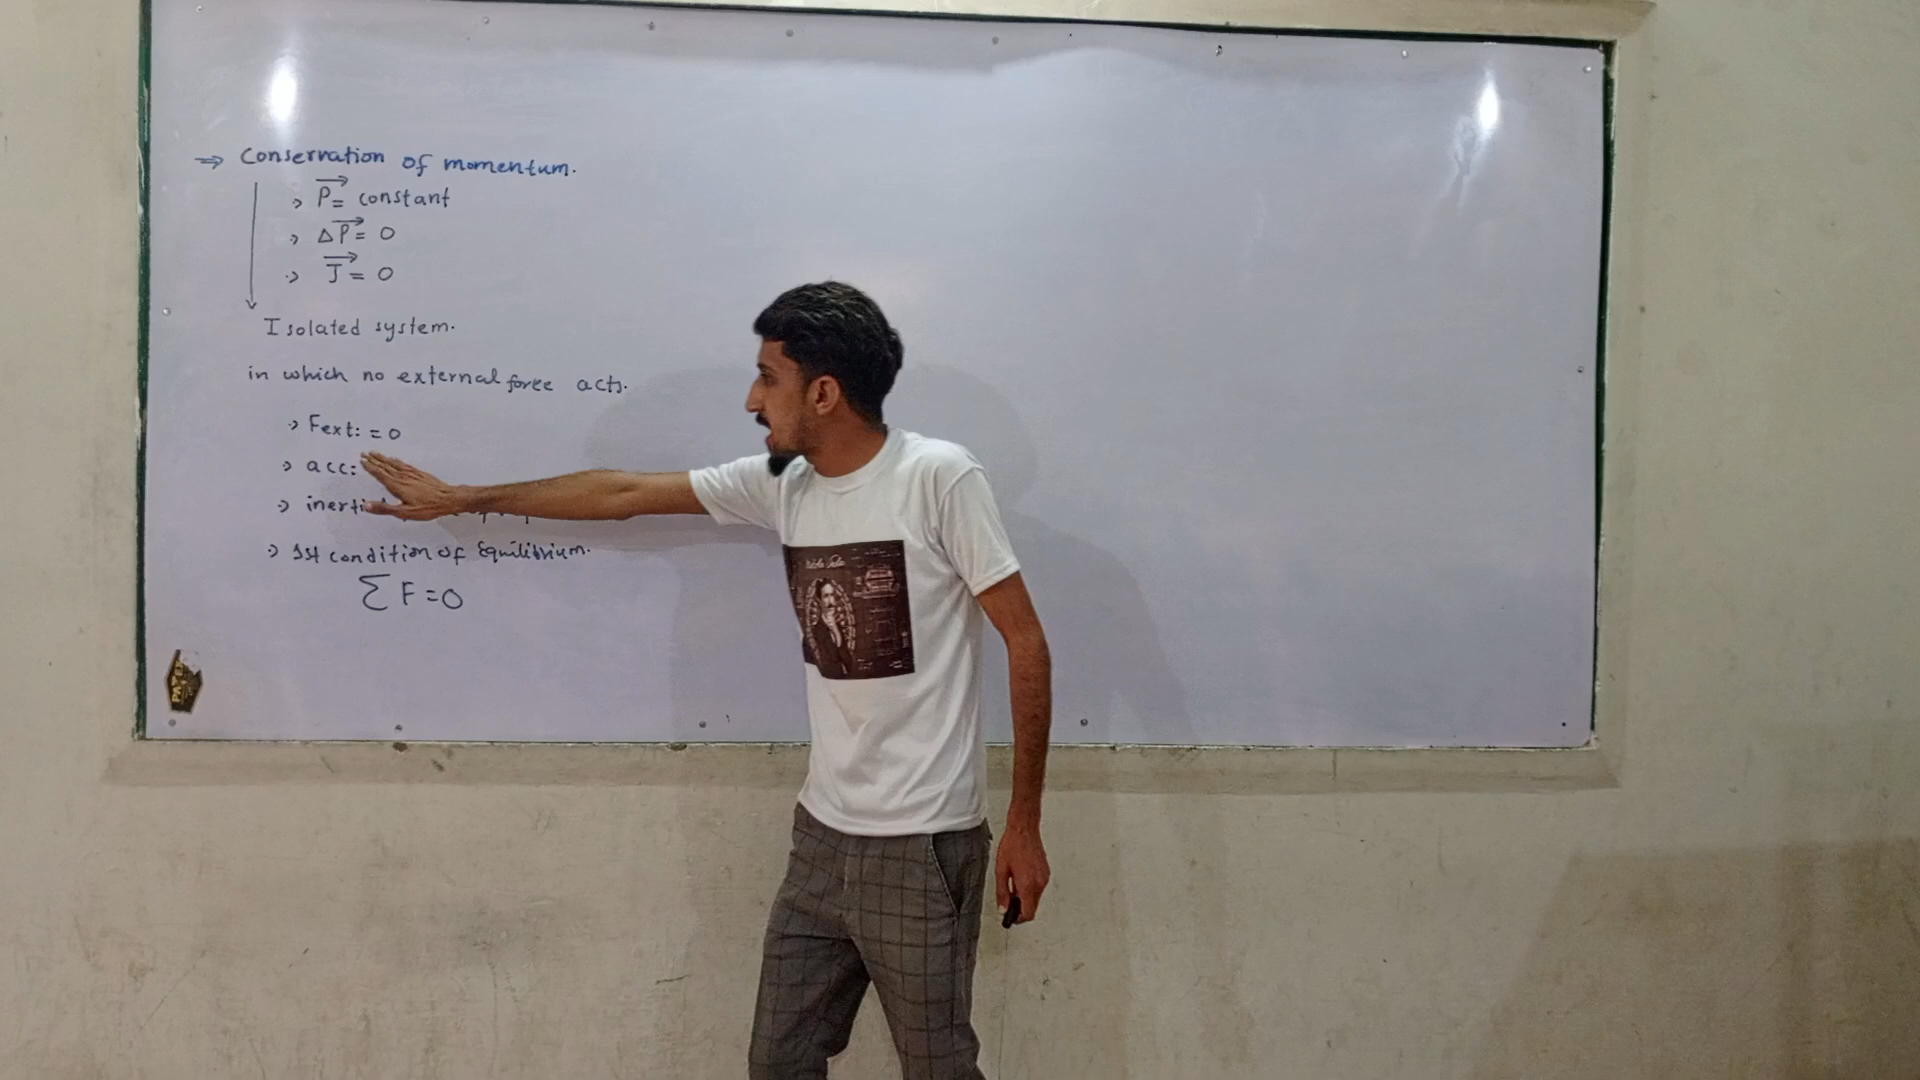 ⇒ Conservation of momentum.
> P⃗ = constant
> ΔP⃗ = 0
> J⃗ = 0
Isolated system.
in which no external force acts.
> Fext: = 0
> acc:
> inerti
> 1st condition of Equilibrium.
Σ F = 0